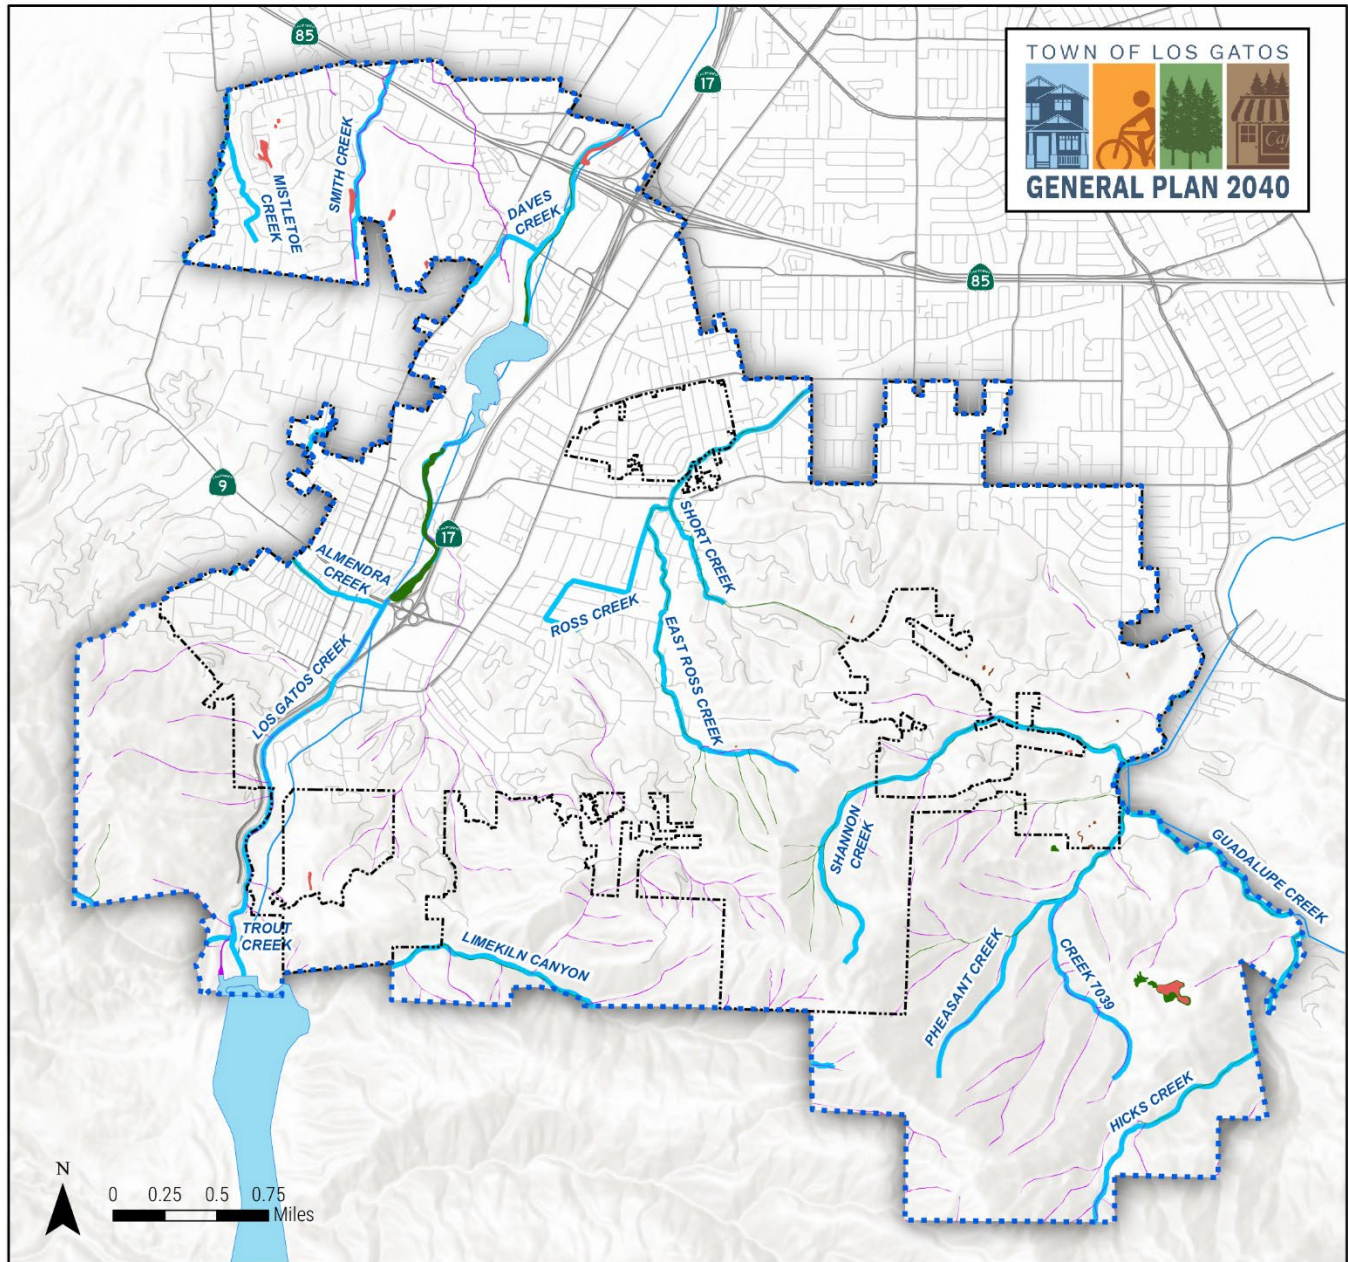 85
17
TOWN OF LOS GATOS
Caf
GENERAL PLAN 2040
MISTLETOE
CREEK
SMITH CREEK
DAVES
CREEK
85
9
17
ALMENDRA
CREEK
SHORT CREEK
ROSS CREEK
EAST ROSS CREEK
LOS GATOS CREEK
SHANNON
CREEK
GUADALUPE CREEK
TROUT
CREEK
LIMEKILN CANYON
PHEASANT CREEK
CREEK 7039
HICKS CREEK
N
0 0.25 0.5 0.75
Miles